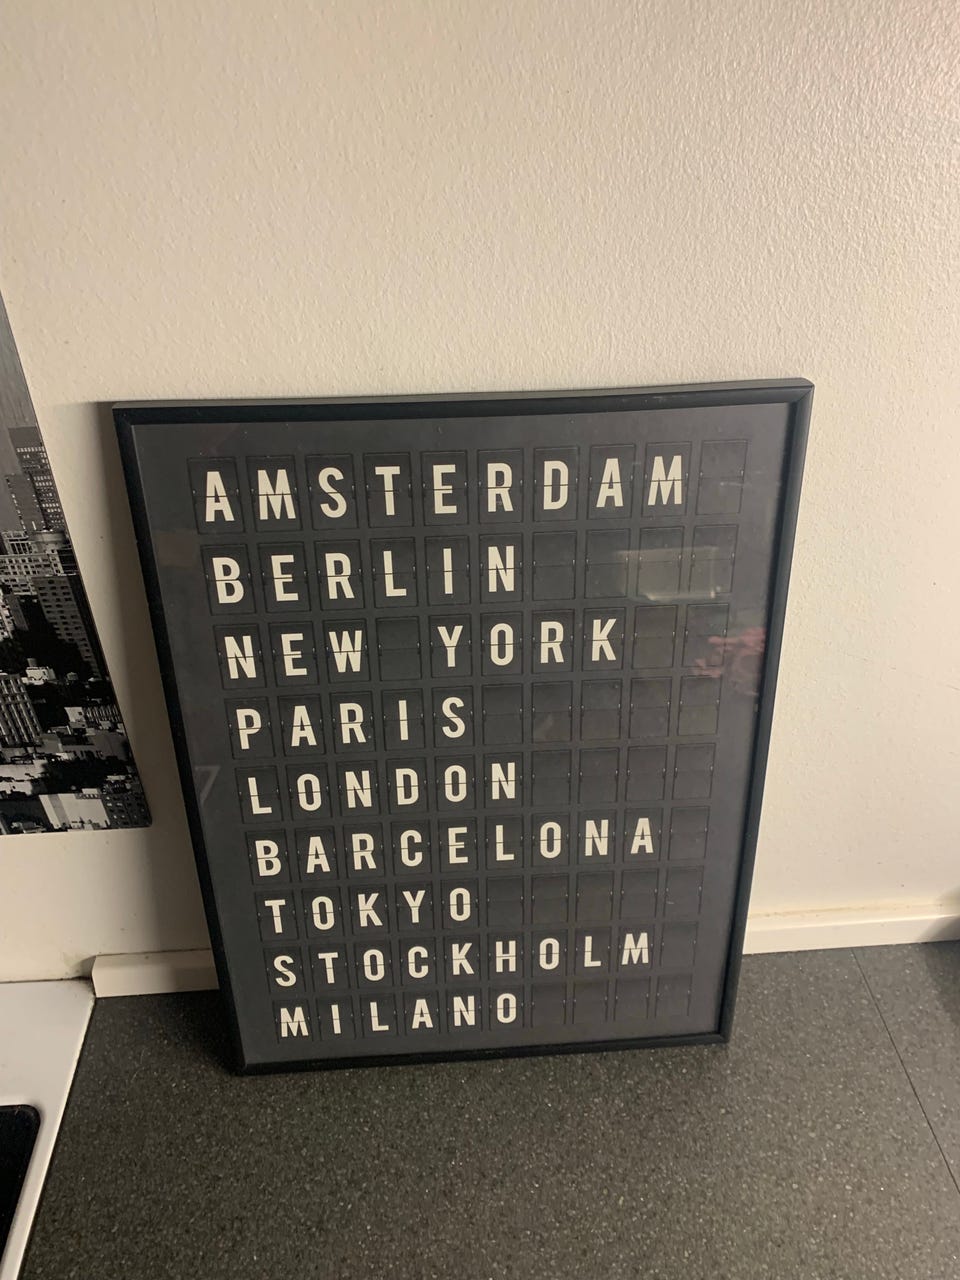 AMSTERDAM
BERLIN
NEW YORK
PARIS
LONDON
BARCELONA
TOKYO
STOCKHOLM
MILANO